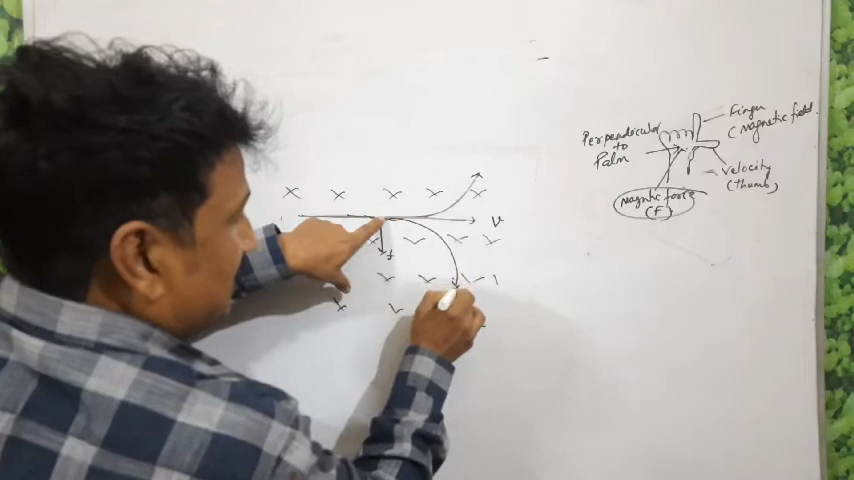 Finger
(Magnetic field.
Perpendicular
to
Palm
velocity
(thumb)
Magnetic force
(F)
x x x x x
v
x
f
x